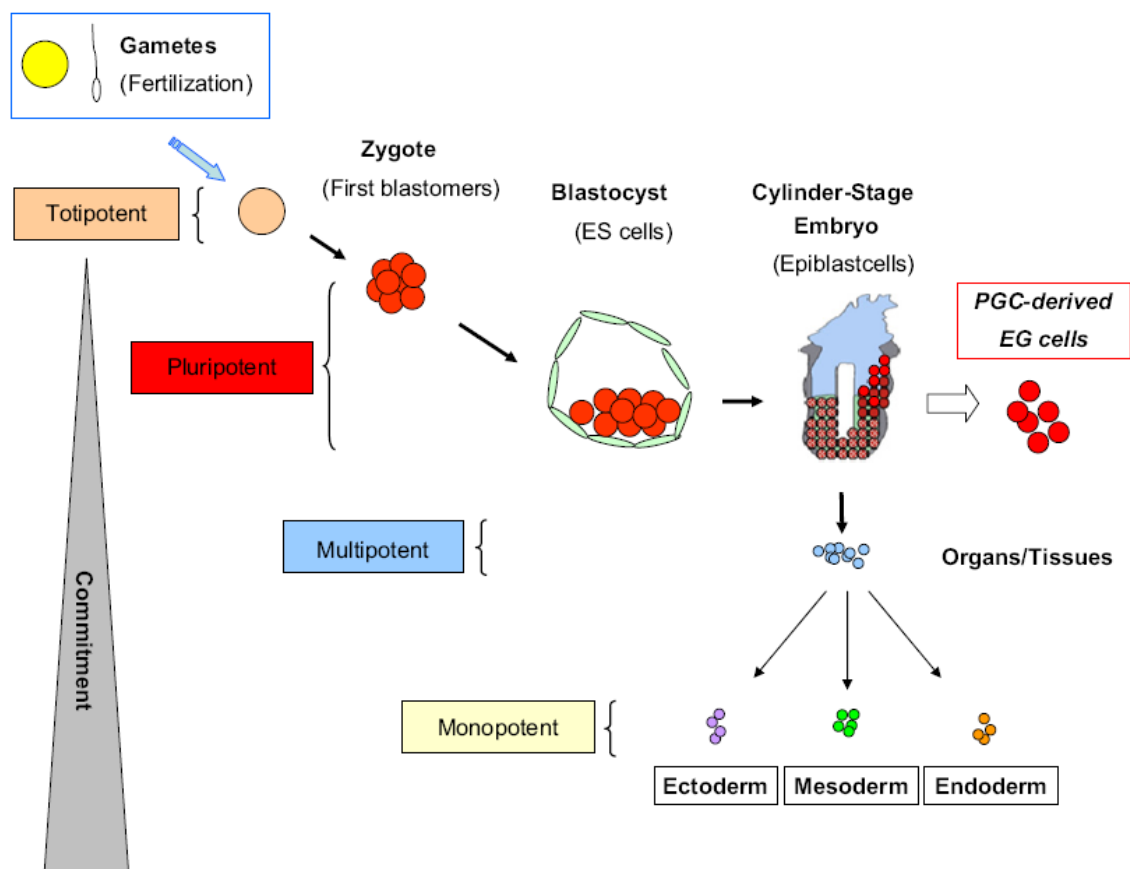 Gametes
(Fertilization)
Zygote
(First blastomers)
Totipotent
Blastocyst
(ES cells)
Cylinder-Stage
Embryo
(Epiblastcells)
PGC-derived
EG cells
Pluripotent
Multipotent
Organs/Tissues
Commitment
Monopotent
Ectoderm
Mesoderm
Endoderm